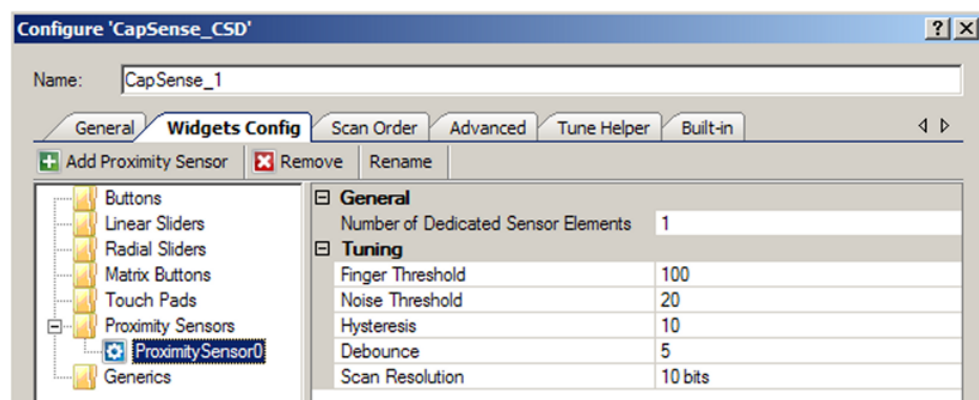 Configure 'CapSense_CSD'
Name: CapSense_1
General Widgets Config Scan Order Advanced Tune Helper Built-in
Add Proximity Sensor Remove Rename
Buttons
Linear Sliders
Radial Sliders
Matrix Buttons
Touch Pads
Proximity Sensors
ProximitySensor0
Generics
General
Number of Dedicated Sensor Elements 1
Tuning
Finger Threshold 100
Noise Threshold 20
Hysteresis 10
Debounce 5
Scan Resolution 10 bits